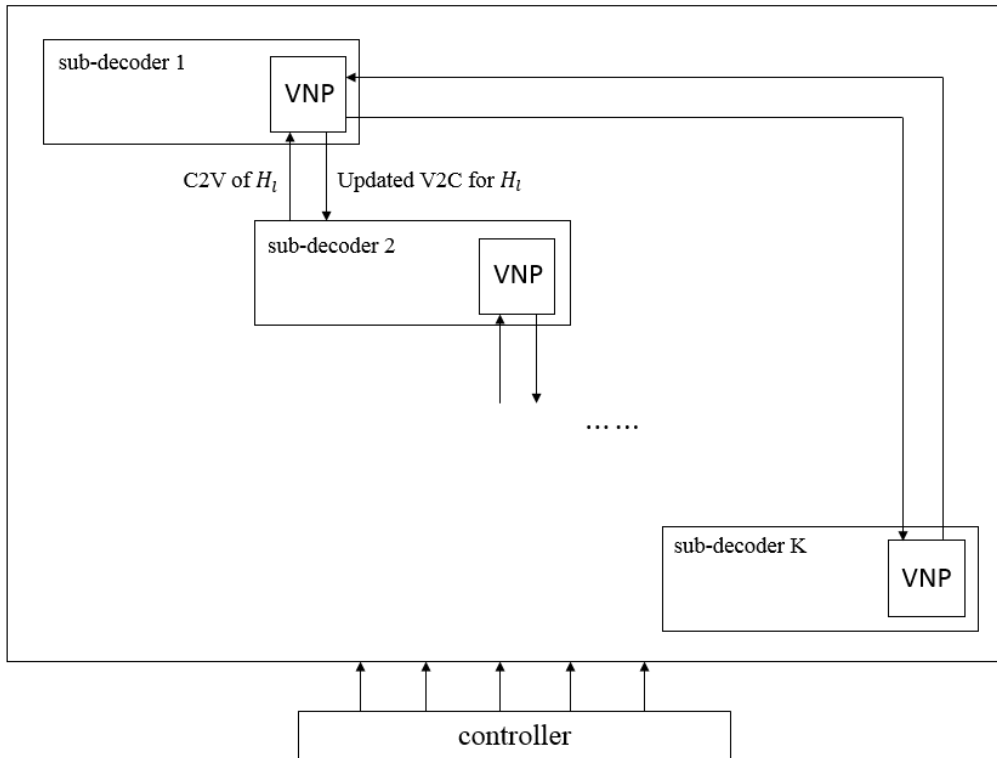 sub-decoder 1
VNP
C2V of H_l
Updated V2C for H_l
sub-decoder 2
VNP
... ...
sub-decoder K
VNP
controller